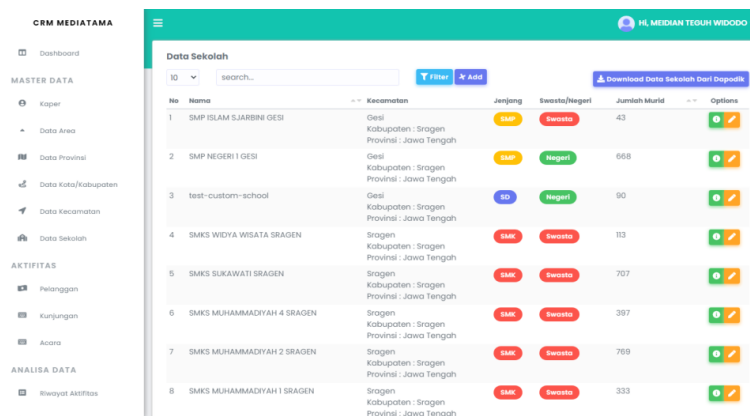 CRM MEDIATAMA
Hi, MEIDIAN TEGUH WIDODO
Dashboard
MASTER DATA
Kaper
Data Area
Data Provinsi
Data Kota/Kabupaten
Data Kecamatan
Data Sekolah
AKTIFITAS
Pelanggan
Kunjungan
Acara
ANALISA DATA
Riwayat Aktifitas
Data Sekolah
10 search... Filter Add Download Data Sekolah Dari Dapodik
No Nama Kecamatan Jenjang Swasta/Negeri Jumlah Murid Options
1 SMP ISLAM SJARBINI GESI Gesi SMP Swasta 43
Kabupaten : Sragen
Provinsi : Jawa Tengah
2 SMP NEGERI 1 GESI Gesi SMP Negeri 668
Kabupaten : Sragen
Provinsi : Jawa Tengah
3 test-custom-school Gesi SD Negeri 90
Kabupaten : Sragen
Provinsi : Jawa Tengah
4 SMKS WIDYA WISATA SRAGEN Sragen SMK Swasta 113
Kabupaten : Sragen
Provinsi : Jawa Tengah
5 SMKS SUKAWATI SRAGEN Sragen SMK Swasta 707
Kabupaten : Sragen
Provinsi : Jawa Tengah
6 SMKS MUHAMMADIYAH 4 SRAGEN Sragen SMK Swasta 397
Kabupaten : Sragen
Provinsi : Jawa Tengah
7 SMKS MUHAMMADIYAH 2 SRAGEN Sragen SMK Swasta 769
Kabupaten : Sragen
Provinsi : Jawa Tengah
8 SMKS MUHAMMADIYAH 1 SRAGEN Sragen SMK Swasta 333
Kabupaten : Sragen
Provinsi : Jawa Tengah